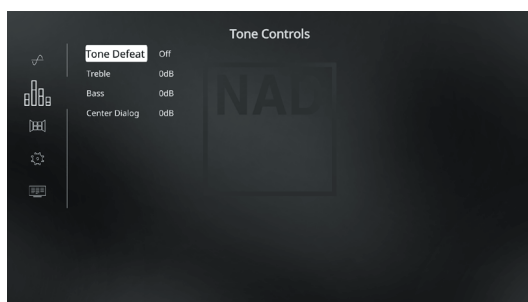 Tone Controls
Tone Defeat Off
Treble 0dB
Bass 0dB
Center Dialog 0dB
NAD